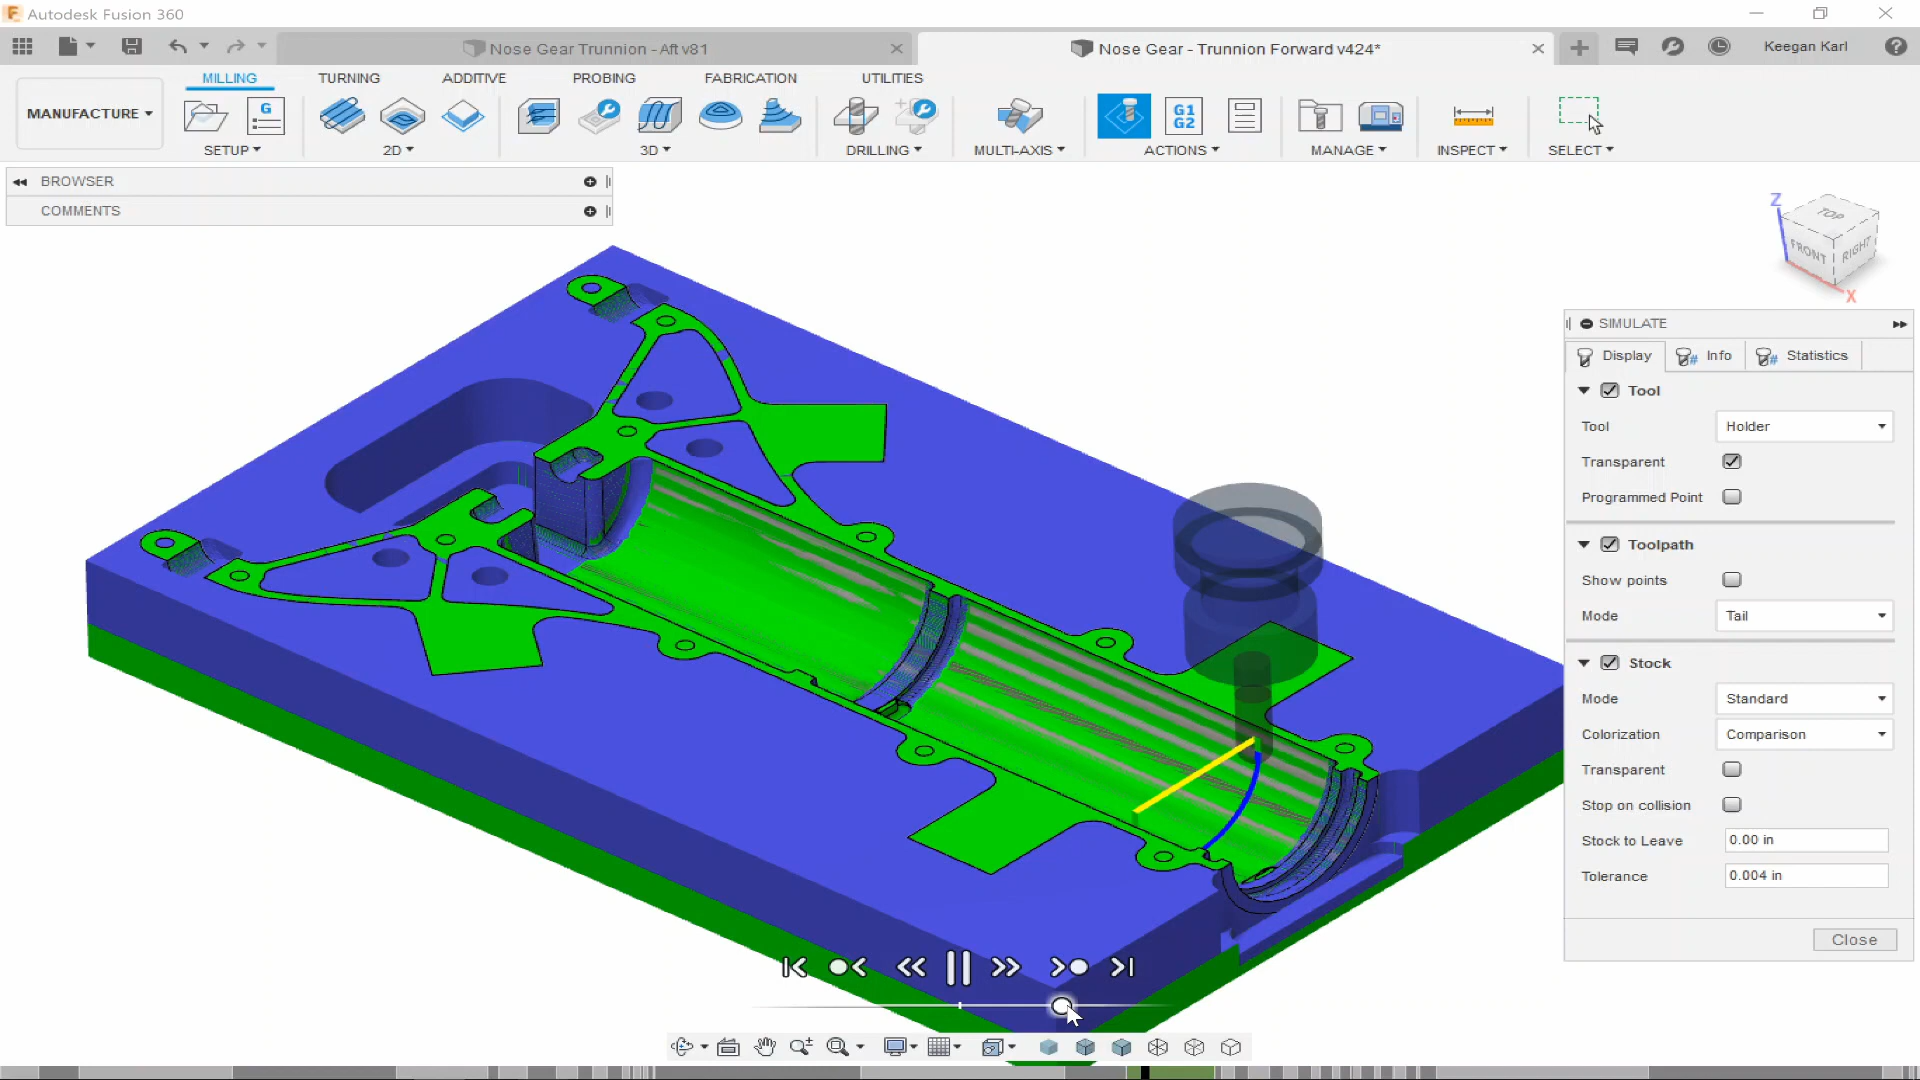 Autodesk Fusion 360
Nose Gear Trunnion - Aft v81
Nose Gear - Trunnion Forward v424*
Keegan Karl
MILLING TURNING ADDITIVE PROBING FABRICATION UTILITIES
MANUFACTURE
G
G1
G2
SETUP 2D 3D DRILLING MULTI-AXIS ACTIONS MANAGE INSPECT SELECT
BROWSER
COMMENTS
Z
TOP
FRONT RIGHT
X
SIMULATE
Display Info Statistics
Tool
Tool Holder
Transparent
Programmed Point
Toolpath
Show points
Mode Tail
Stock
Mode Standard
Colorization Comparison
Transparent
Stop on collision
Stock to Leave 0.00 in
Tolerance 0.004 in
Close